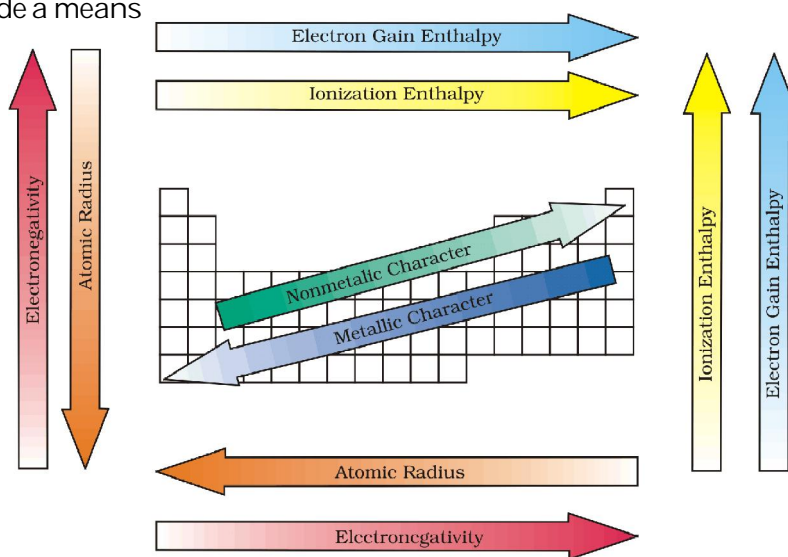 de a means
Electron Gain Enthalpy
Ionization Enthalpy
Electronegativity
Atomic Radius
Nonmetalic Character
Metallic Character
Ionization Enthalpy
Electron Gain Enthalpy
Atomic Radius
Electronegativity